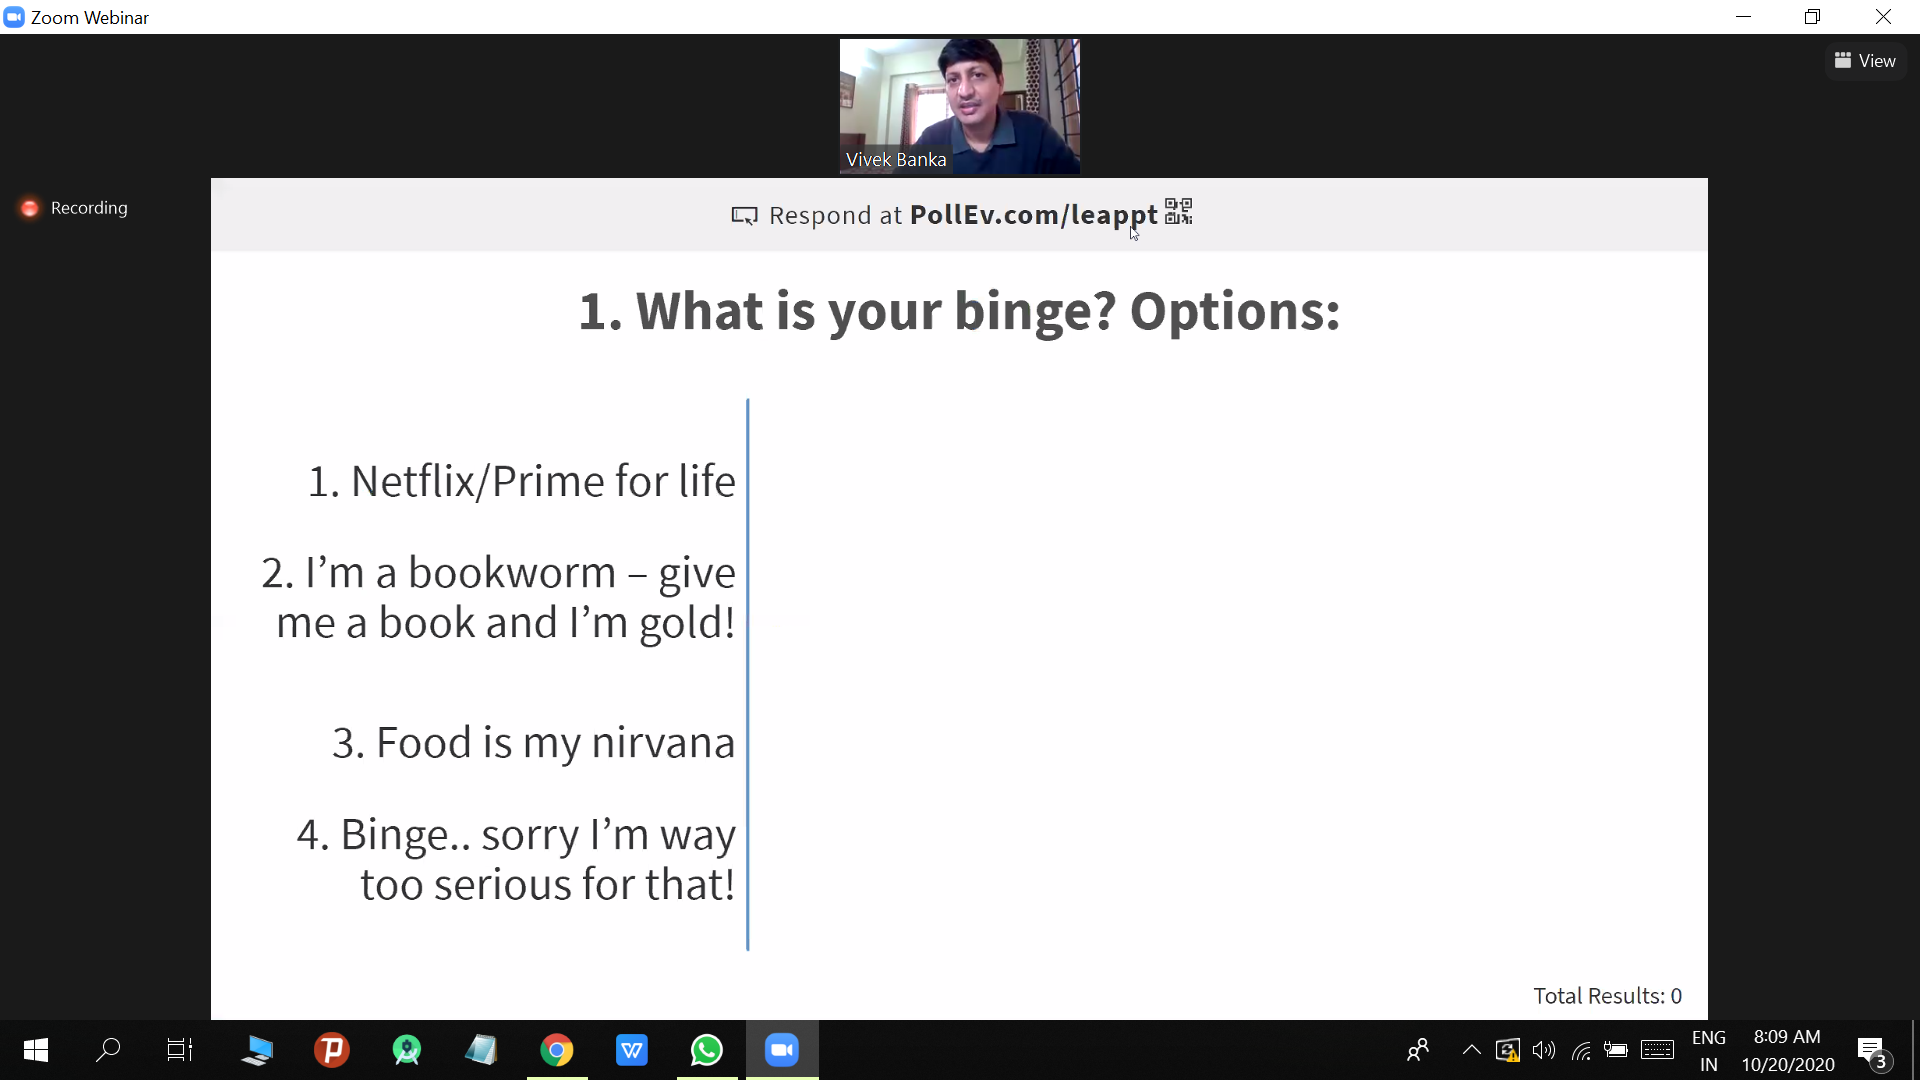 Zoom Webinar
View
Vivek Banka
Recording
Respond at PollEv.com/leappt
1. What is your binge? Options:
1. Netflix/Prime for life
2. I’m a bookworm – give
me a book and I’m gold!
3. Food is my nirvana
4. Binge.. sorry I’m way
too serious for that!
Total Results: 0
ENG
IN
8:09 AM
10/20/2020
3